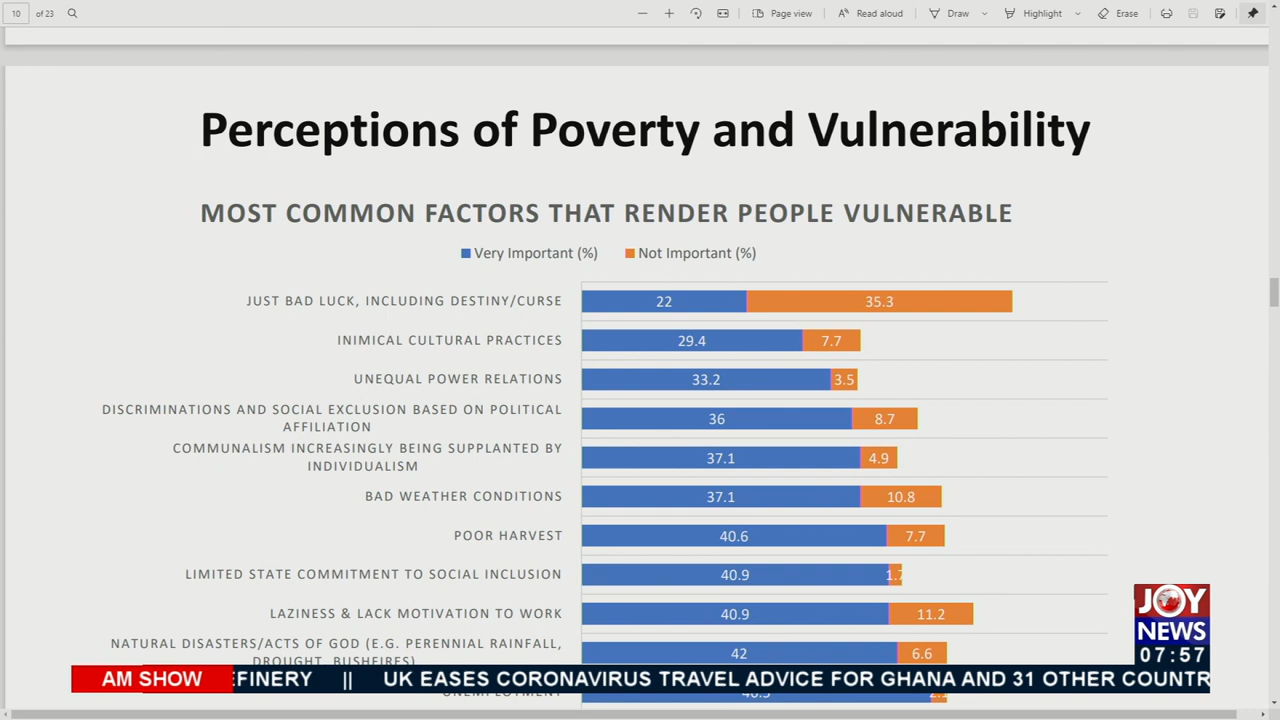 10 of 23 Page view Read aloud Draw Highlight Erase
Perceptions of Poverty and Vulnerability
MOST COMMON FACTORS THAT RENDER PEOPLE VULNERABLE
Very Important (%) Not Important (%)
JUST BAD LUCK, INCLUDING DESTINY/CURSE 22 35.3
INIMICAL CULTURAL PRACTICES 29.4 7.7
UNEQUAL POWER RELATIONS 33.2 3.5
DISCRIMINATIONS AND SOCIAL EXCLUSION BASED ON POLITICAL
AFFILIATION 36 8.7
COMMUNALISM INCREASINGLY BEING SUPPLANTED BY
INDIVIDUALISM 37.1 4.9
BAD WEATHER CONDITIONS 37.1 10.8
POOR HARVEST 40.6 7.7
LIMITED STATE COMMITMENT TO SOCIAL INCLUSION 40.9 1.7
LAZINESS & LACK MOTIVATION TO WORK 40.9 11.2
NATURAL DISASTERS/ACTS OF GOD (E.G. PERENNIAL RAINFALL,
DROUGHT, BUSHFIRES) 42 6.6
UNEMPLOYMENT
JOY
NEWS
07:57
AM SHOW EFINERY || UK EASES CORONAVIRUS TRAVEL ADVICE FOR GHANA AND 31 OTHER COUNTR